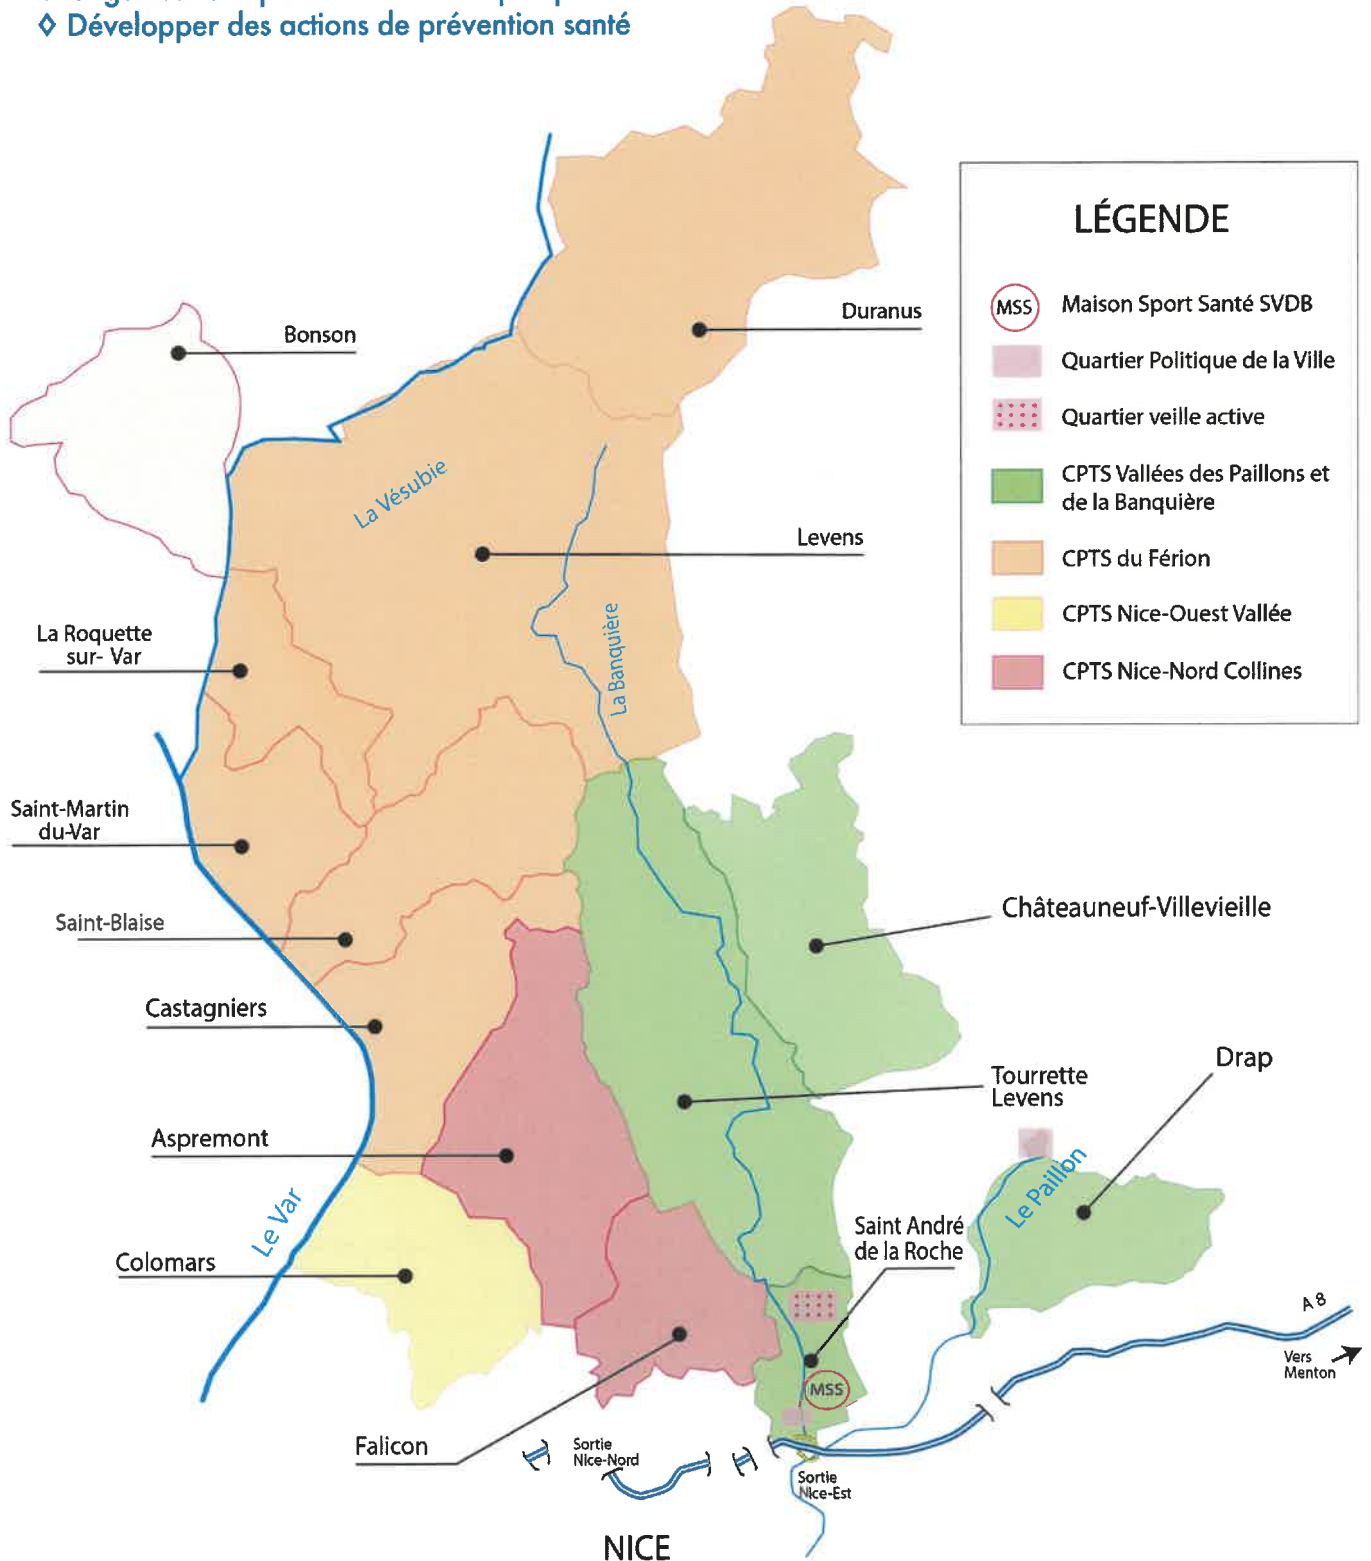 ◊ Développer des actions de prévention santé
LÉGENDE
MSS Maison Sport Santé SVDB
Quartier Politique de la Ville
Quartier veille active
CPTS Vallées des Paillons et
de la Banquière
CPTS du Férion
CPTS Nice-Ouest Vallée
CPTS Nice-Nord Collines
Duranus
Bonson
La Vésubie
Levens
La Banquière
La Roquette
sur- Var
Saint-Martin
du-Var
Saint-Blaise
Châteauneuf-Villevieille
Castagniers
Drap
Tourrette
Levens
Aspremont
Le Paillon
Le Var
Saint André
de la Roche
Colomars
A 8
Vers
Menton
MSS
Falicon
Sortie
Nice-Nord
Sortie
Nice-Est
NICE